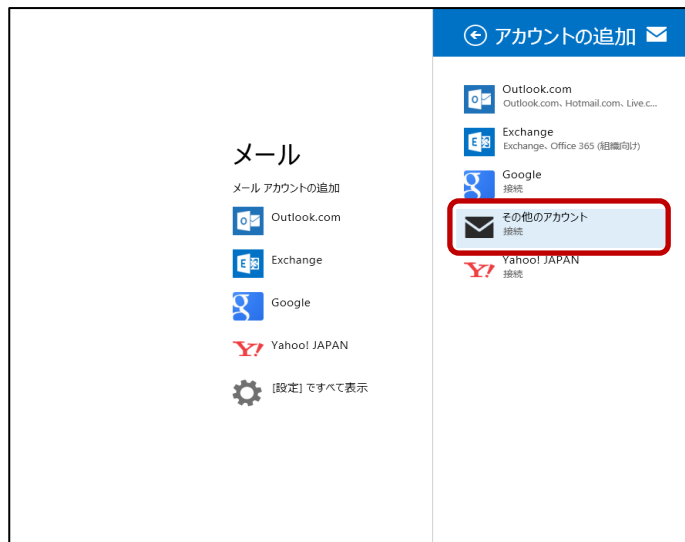 アカウントの追加
Outlook.com
Outlook.com、Hotmail.com、Live.c...
Exchange
Exchange、Office 365 (組織向け)
Google
接続
その他のアカウント
接続
Yahoo! JAPAN
接続
メール
メール アカウントの追加
Outlook.com
Exchange
Google
Yahoo! JAPAN
[設定] ですべて表示